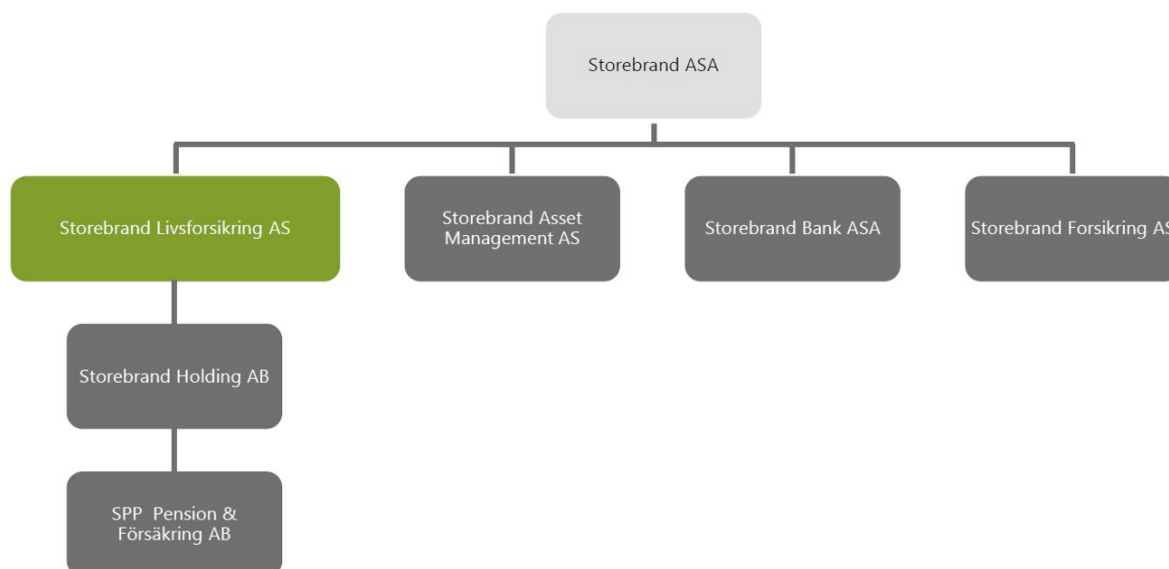 Storebrand ASA
Storebrand Livsforsikring AS
Storebrand Asset
Management AS
Storebrand Bank ASA
Storebrand Forsikring AS
Storebrand Holding AB
SPP Pension &
Försäkring AB